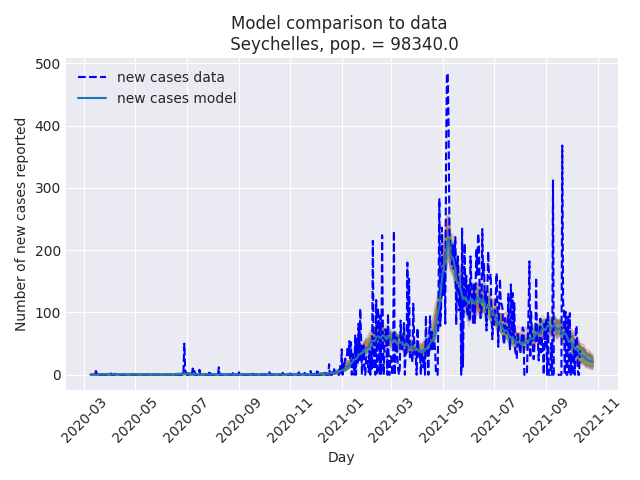 Model comparison to data
Seychelles, pop. = 98340.0
500
400
300
200
100
0
Number of new cases reported
new cases data
new cases model
2020-03
2020-05
2020-07
2020-09
2020-11
2021-01
2021-03
2021-05
2021-07
2021-09
2021-11
Day